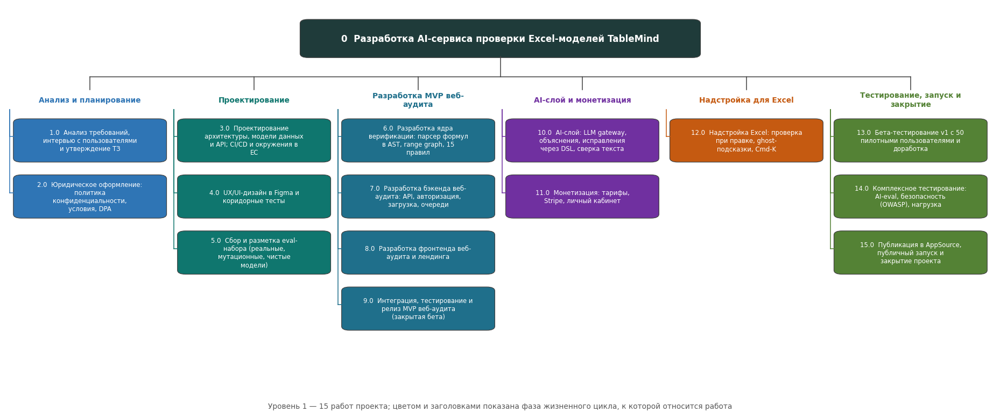 0  Разработка AI-сервиса проверки Excel-моделей TableMind
Анализ и планирование
1.0  Анализ требований,
интервью с пользователями
и утверждение ТЗ
2.0  Юридическое оформление:
политика
конфиденциальности,
условия, DPA
Проектирование
3.0  Проектирование
архитектуры, модели данных
и API; CI/CD и окружения в
ЕС
4.0  UX/UI-дизайн в Figma и
коридорные тесты
5.0  Сбор и разметка eval-
набора (реальные,
мутационные, чистые
модели)
Разработка MVP веб-
аудита
6.0  Разработка ядра
верификации: парсер формул
в AST, range graph, 15
правил
7.0  Разработка бэкенда веб-
аудита: API, авторизация,
загрузка, очереди
8.0  Разработка фронтенда веб-
аудита и лендинга
9.0  Интеграция, тестирование и
релиз MVP веб-аудита
(закрытая бета)
AI-слой и монетизация
10.0  AI-слой: LLM gateway,
объяснения, исправления
через DSL, сверка текста
11.0  Монетизация: тарифы,
Stripe, личный кабинет
Надстройка для Excel
12.0  Надстройка Excel: проверка
при правке, ghost-
подсказки, Cmd-K
Тестирование, запуск и
закрытие
13.0  Бета-тестирование v1 с 50
пилотными пользователями и
доработка
14.0  Комплексное тестирование:
AI-eval, безопасность
(OWASP), нагрузка
15.0  Публикация в AppSource,
публичный запуск и
закрытие проекта
Уровень 1 — 15 работ проекта; цветом и заголовками показана фаза жизненного цикла, к которой относится работа